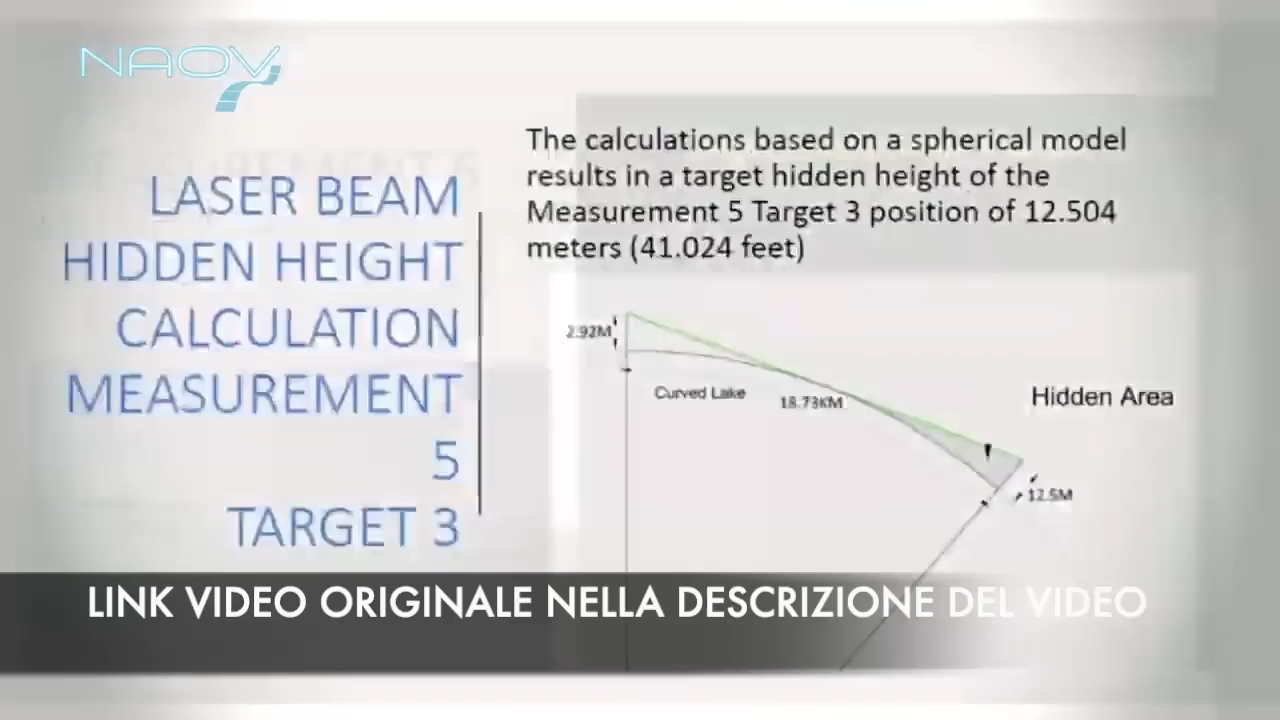 NAOV
LASER BEAM
HIDDEN HEIGHT
CALCULATION
MEASUREMENT
5
TARGET 3
The calculations based on a spherical model
results in a target hidden height of the
Measurement 5 Target 3 position of 12.504
meters (41.024 feet)
2.92M
Curved Lake
18.73KM
Hidden Area
12.5M
LINK VIDEO ORIGINALE NELLA DESCRIZIONE DEL VIDEO